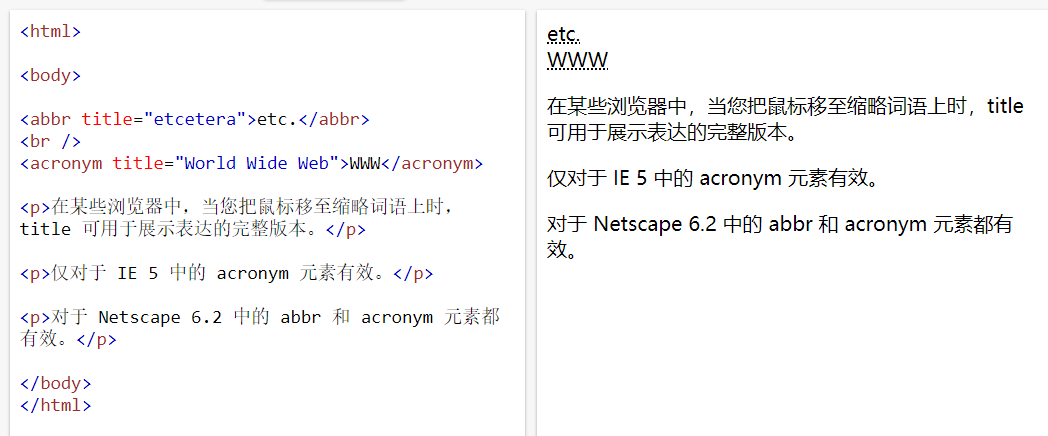 <html>
<body>
<abbr title="etcetera">etc.</abbr>
<br />
<acronym title="World Wide Web">WWW</acronym>
<p>在某些浏览器中，当您把鼠标移至缩略词语上时，
title 可用于展示表达的完整版本。</p>
<p>仅对于 IE 5 中的 acronym 元素有效。</p>
<p>对于 Netscape 6.2 中的 abbr 和 acronym 元素都
有效。</p>
</body>
</html>
etc.
WWW
在某些浏览器中，当您把鼠标移至缩略词语上时，title
可用于展示表达的完整版本。
仅对于 IE 5 中的 acronym 元素有效。
对于 Netscape 6.2 中的 abbr 和 acronym 元素都有
效。